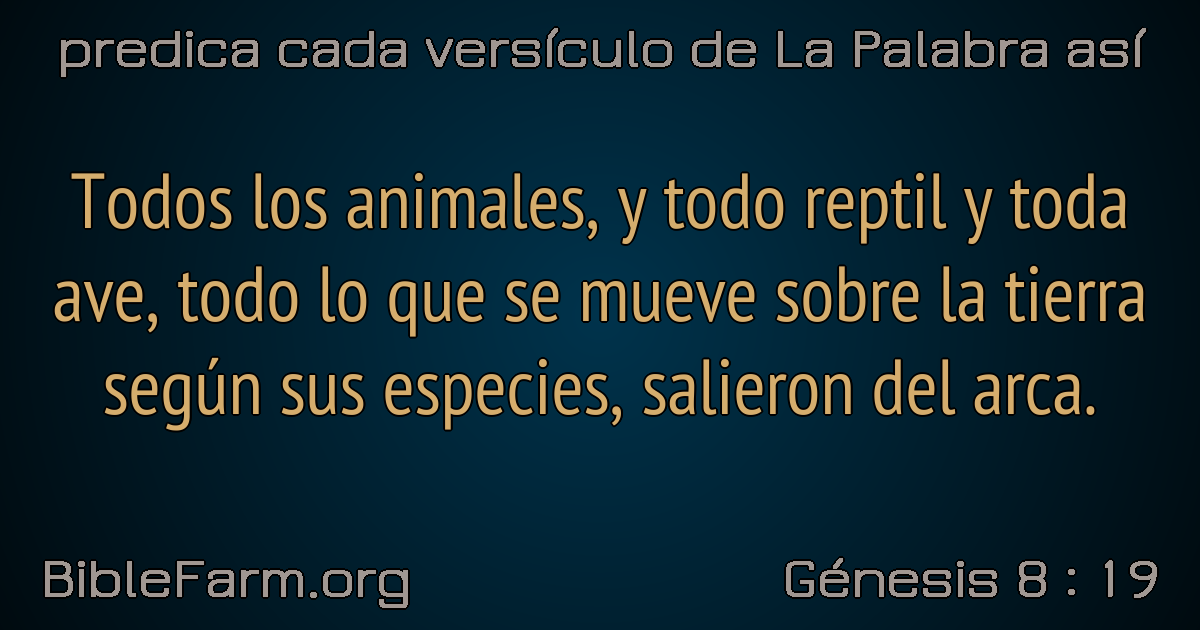 predica cada versículo de La Palabra así
Todos los animales, y todo reptil y toda
ave, todo lo que se mueve sobre la tierra
según sus especies, salieron del arca.
BibleFarm.org
Génesis 8 : 19